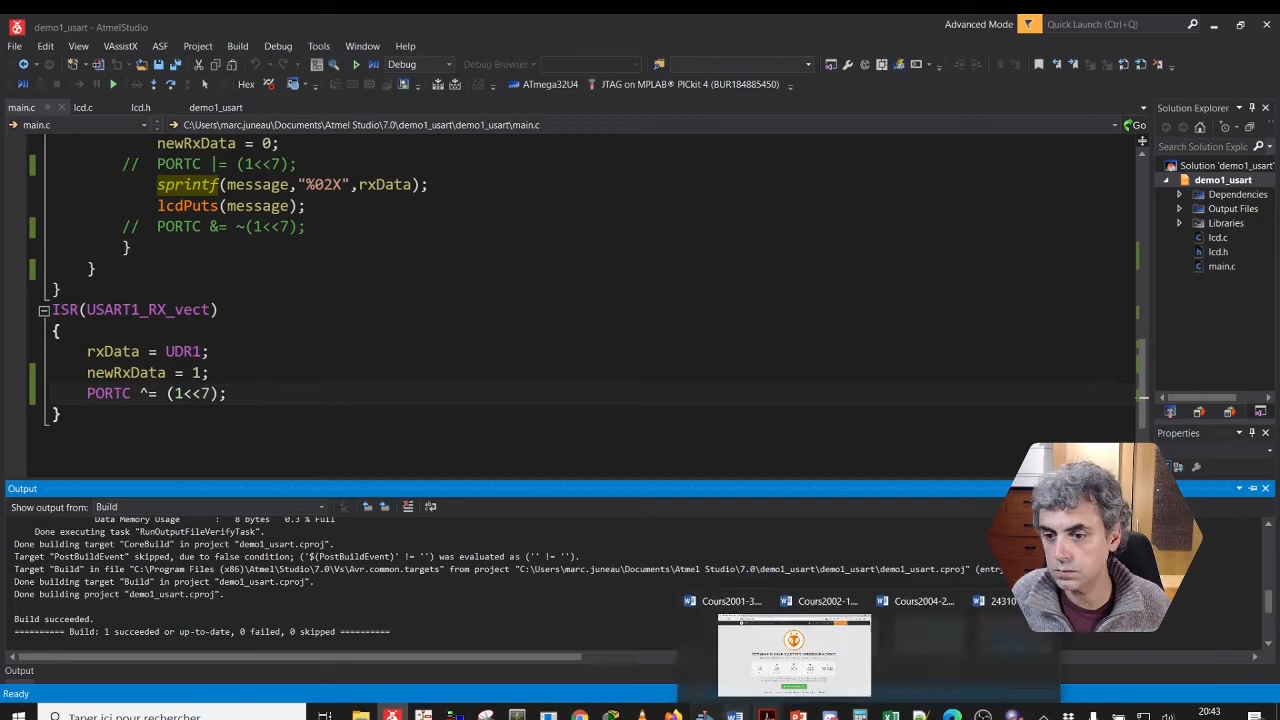 demo1_usart - AtmelStudio
Advanced Mode
Quick Launch (Ctrl+Q)
File Edit View VAssistX ASF Project Build Debug Tools Window Help
Debug
Debug Browser
Hex
ATmega32U4
JTAG on MPLAB® PICkit 4 (BUR184885450)
main.c
lcd.c
lcd.h
demo1_usart
main.c
C:\Users\marc.juneau\Documents\Atmel Studio\7.0\demo1_usart\demo1_usart\main.c
Go
newRxData = 0;
// PORTC |= (1<<7);
sprintf(message,"%02X",rxData);
lcdPuts(message);
// PORTC &= ~(1<<7);
}
}
}
ISR(USART1_RX_vect)
{
rxData = UDR1;
newRxData = 1;
PORTC ^= (1<<7);
}
Solution Explorer
Search Solution Explc
Solution 'demo1_usart'
demo1_usart
Dependencies
Output Files
Libraries
lcd.c
lcd.h
main.c
Properties
Output
Show output from: Build
Data Memory Usage : 8 bytes 0.3 % Full
Done executing task "RunOutputFileVerifyTask".
Done building target "CoreBuild" in project "demo1_usart.cproj".
Target "PostBuildEvent" skipped, due to false condition; ('$(PostBuildEvent)' != '') was evaluated as ('' != '').
Target "Build" in file "C:\Program Files (x86)\Atmel\Studio\7.0\Vs\Avr.common.targets" from project "C:\Users\marc.juneau\Documents\Atmel Studio\7.0\demo1_usart\demo1_usart\demo1_usart.cproj" (entr
Done building target "Build" in project "demo1_usart.cproj".
Done building project "demo1_usart.cproj".
Build succeeded.
========== Build: 1 succeeded or up-to-date, 0 failed, 0 skipped ==========
Cours2001-3...
Cours2002-1...
Cours2004-2...
24310
Output
Ready
Taper ici pour rechercher
20:43